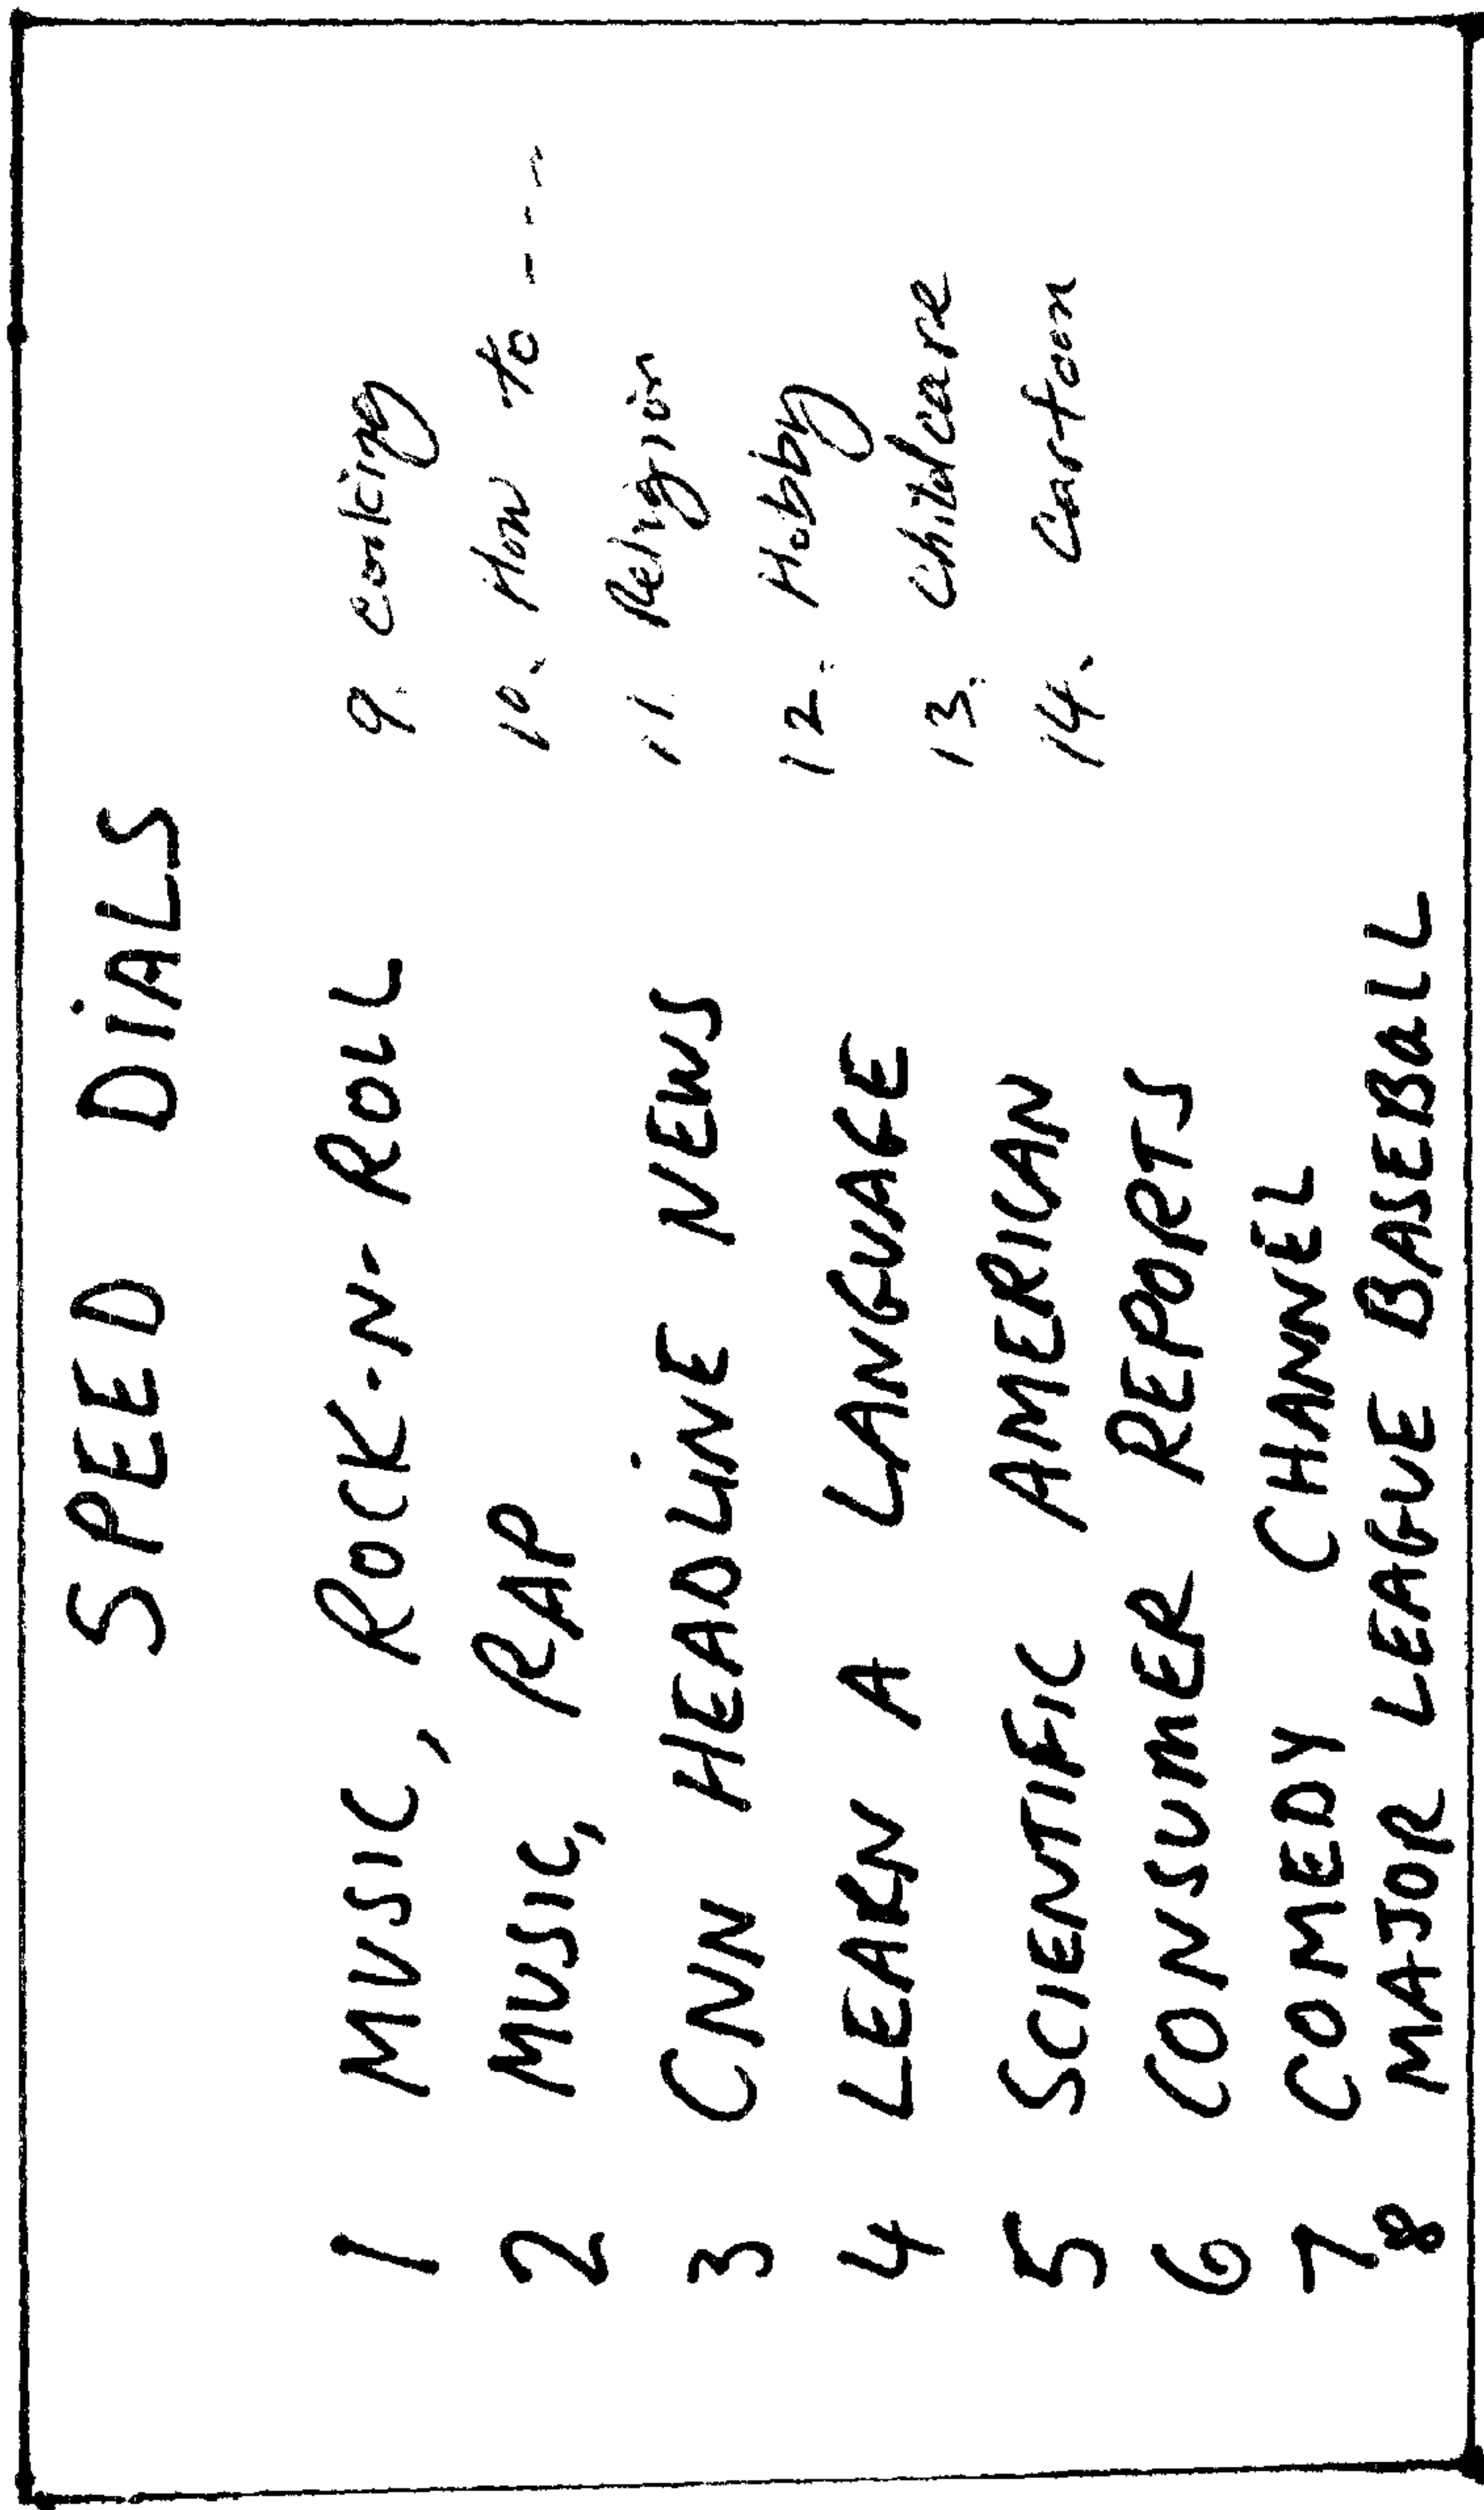 SPEED DIALS
1 MUSIC, ROCK-N-ROLL
2 MUSIC, RAP
3 CNN HEADLINE NEWS
4 LEARN A LANGUAGE
5 SCIENTIFIC AMERICAN
6 CONSUMER REPORTS
7 COMEDY CHANNEL
8 MAJOR LEAGUE BASEBALL
9. cooking
10. How to ----
11. Religion
12. Hobby
13. childcare
14. Cartoon